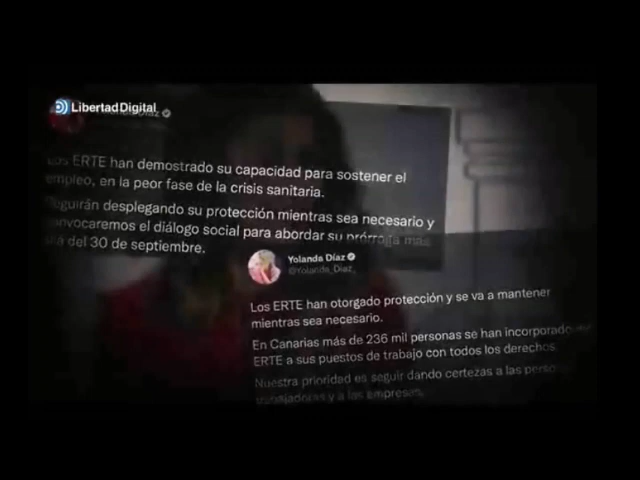 Libertad Digital
Díaz
Los ERTE han demostrado su capacidad para sostener el
empleo, en la peor fase de la crisis sanitaria.
Seguirán desplegando su protección mientras sea necesario y
convocaremos el diálogo social para abordar su prórroga más
allá del 30 de septiembre.
Yolanda Díaz
@Yolanda_Diaz_
Los ERTE han otorgado protección y se va a mantener
mientras sea necesario.
En Canarias más de 236 mil personas se han incorporado
ERTE a sus puestos de trabajo con todos los derechos.
Nuestra prioridad es seguir dando certezas a las
trabajadoras y a las empresas.